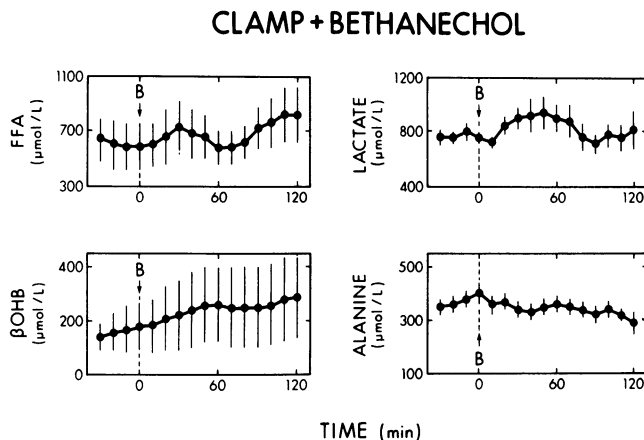 CLAMP + BETHANECHOL
1100
700
300
FFA
(µmol/L)
B
0
60
120
1200
800
400
LACTATE
(µmol/L)
B
0
60
120
400
200
0
βOHB
(µmol/L)
B
0
60
120
500
300
100
ALANINE
(µmol/L)
B
0
60
120
TIME (min)